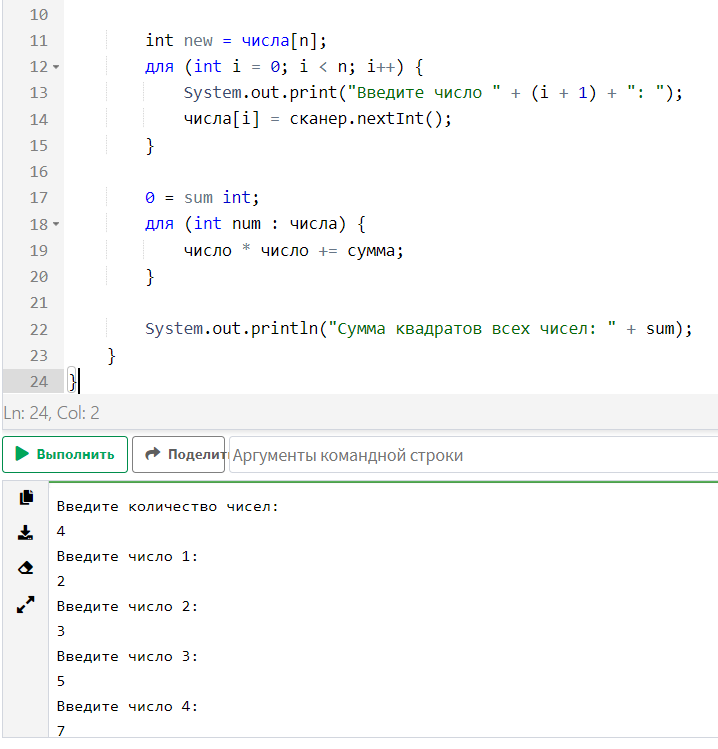 10
11 int new = числа[n];
12 для (int i = 0; i < n; i++) {
13 System.out.print("Введите число " + (i + 1) + ": ");
14 числа[i] = сканер.nextInt();
15 }
16
17 0 = sum int;
18 для (int num : числа) {
19 число * число += сумма;
20 }
21
22 System.out.println("Сумма квадратов всех чисел: " + sum);
23 }
24 }
Ln: 24, Col: 2
Выполнить Поделит Аргументы командной строки
Введите количество чисел:
4
Введите число 1:
2
Введите число 2:
3
Введите число 3:
5
Введите число 4:
7